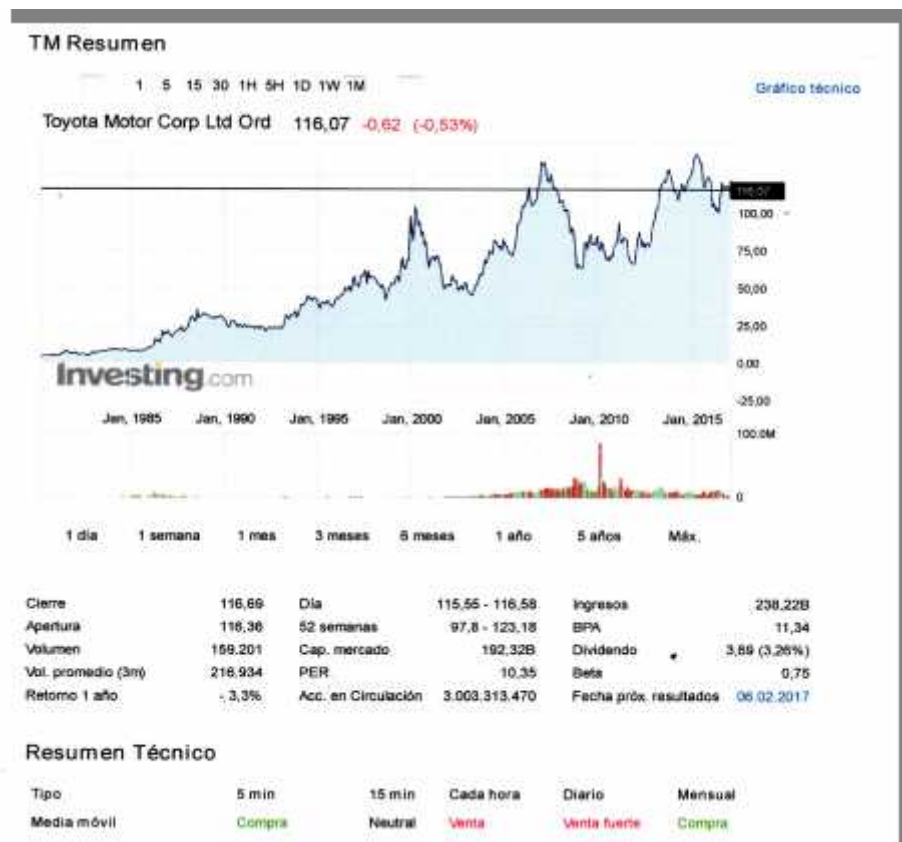 TM Resumen
1 5 15 30 1H 5H 1D 1W 1M
Gráfico técnico
Toyota Motor Corp Ltd Ord 116,07 -0,62 (-0,53%)
116,07
100,00
75,00
50,00
25,00
0,00
Investing.com
-25,00
Jan, 1985 Jan, 1990 Jan, 1995 Jan, 2000 Jan, 2005 Jan, 2010 Jan, 2015
100.0M
0
1 día 1 semana 1 mes 3 meses 6 meses 1 año 5 años Máx.
Cierre 116,69 Día 115,55 - 116,58 Ingresos 238,22B
Apertura 116,36 52 semanas 97,8 - 123,18 BPA 11,34
Volumen 159.201 Cap. mercado 192,32B Dividendo 3,89 (3,26%)
Vol. promedio (3m) 216,934 PER 10,35 Beta 0,75
Retorno 1 año - 3,3% Acc. en Circulación 3.003.313.470 Fecha próx. resultados 06.02.2017
Resumen Técnico
Tipo 5 min 15 min Cada hora Diario Mensual
Media móvil Compra Neutral Venta Venta fuerte Compra